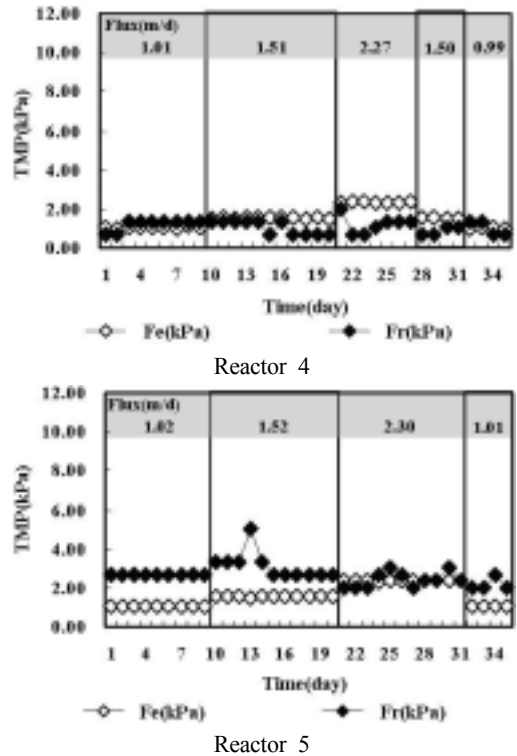 12.00
Flux(m/d)
1.01 1.51 2.27 1.50 0.99
10.00
8.00
6.00
4.00
2.00
0.00
TMP(kPa)
1 4 7 10 13 16 19 22 25 28 31 34
Time(day)
Fe(kPa) Fr(kPa)
Reactor 4
12.00
Flux(m/d)
1.02 1.52 2.30 1.01
10.00
8.00
6.00
4.00
2.00
0.00
TMP(kPa)
1 4 7 10 13 16 19 22 25 28 31 34
Time(day)
Fe(kPa) Fr(kPa)
Reactor 5